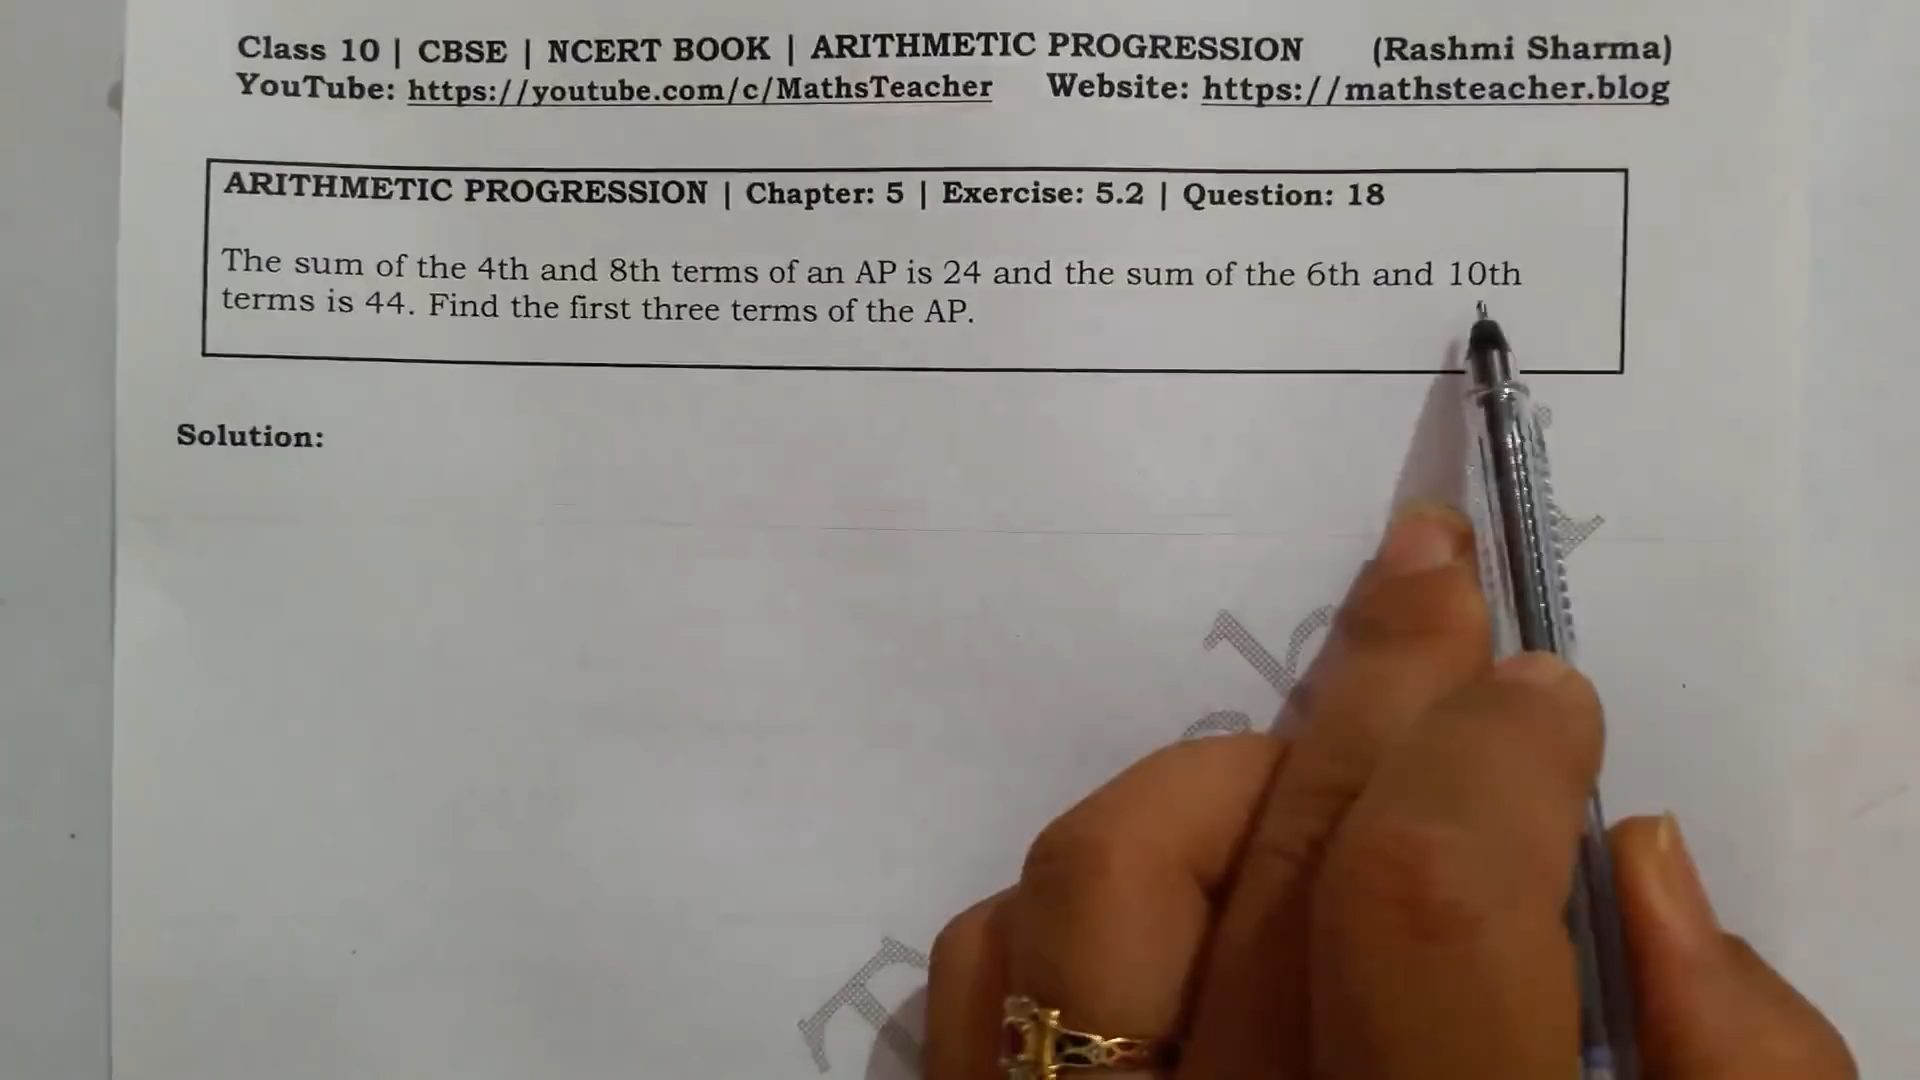 Class 10 | CBSE | NCERT BOOK | ARITHMETIC PROGRESSION (Rashmi Sharma)
YouTube: https://youtube.com/c/MathsTeacher Website: https://mathsteacher.blog
ARITHMETIC PROGRESSION | Chapter: 5 | Exercise: 5.2 | Question: 18
The sum of the 4th and 8th terms of an AP is 24 and the sum of the 6th and 10th
terms is 44. Find the first three terms of the AP.
Solution: